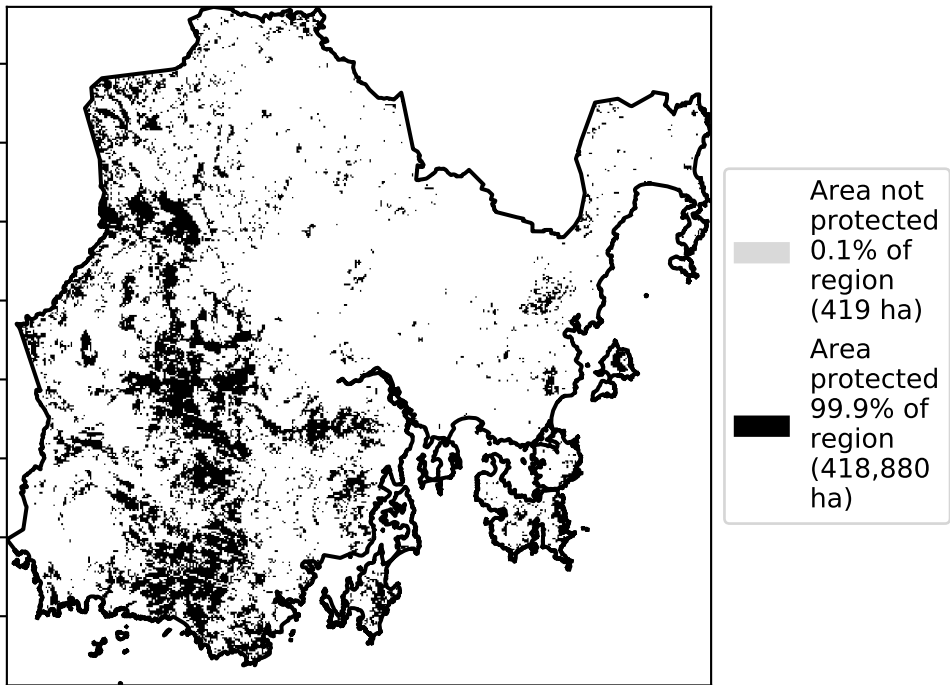 Area not
protected
0.1% of
region
(419 ha)
Area
protected
99.9% of
region
(418,880
ha)